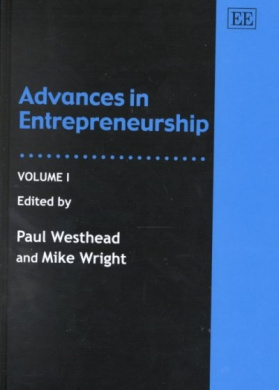 EE
Advances in
Entrepreneurship
VOLUME I
Edited by
Paul Westhead
and Mike Wright